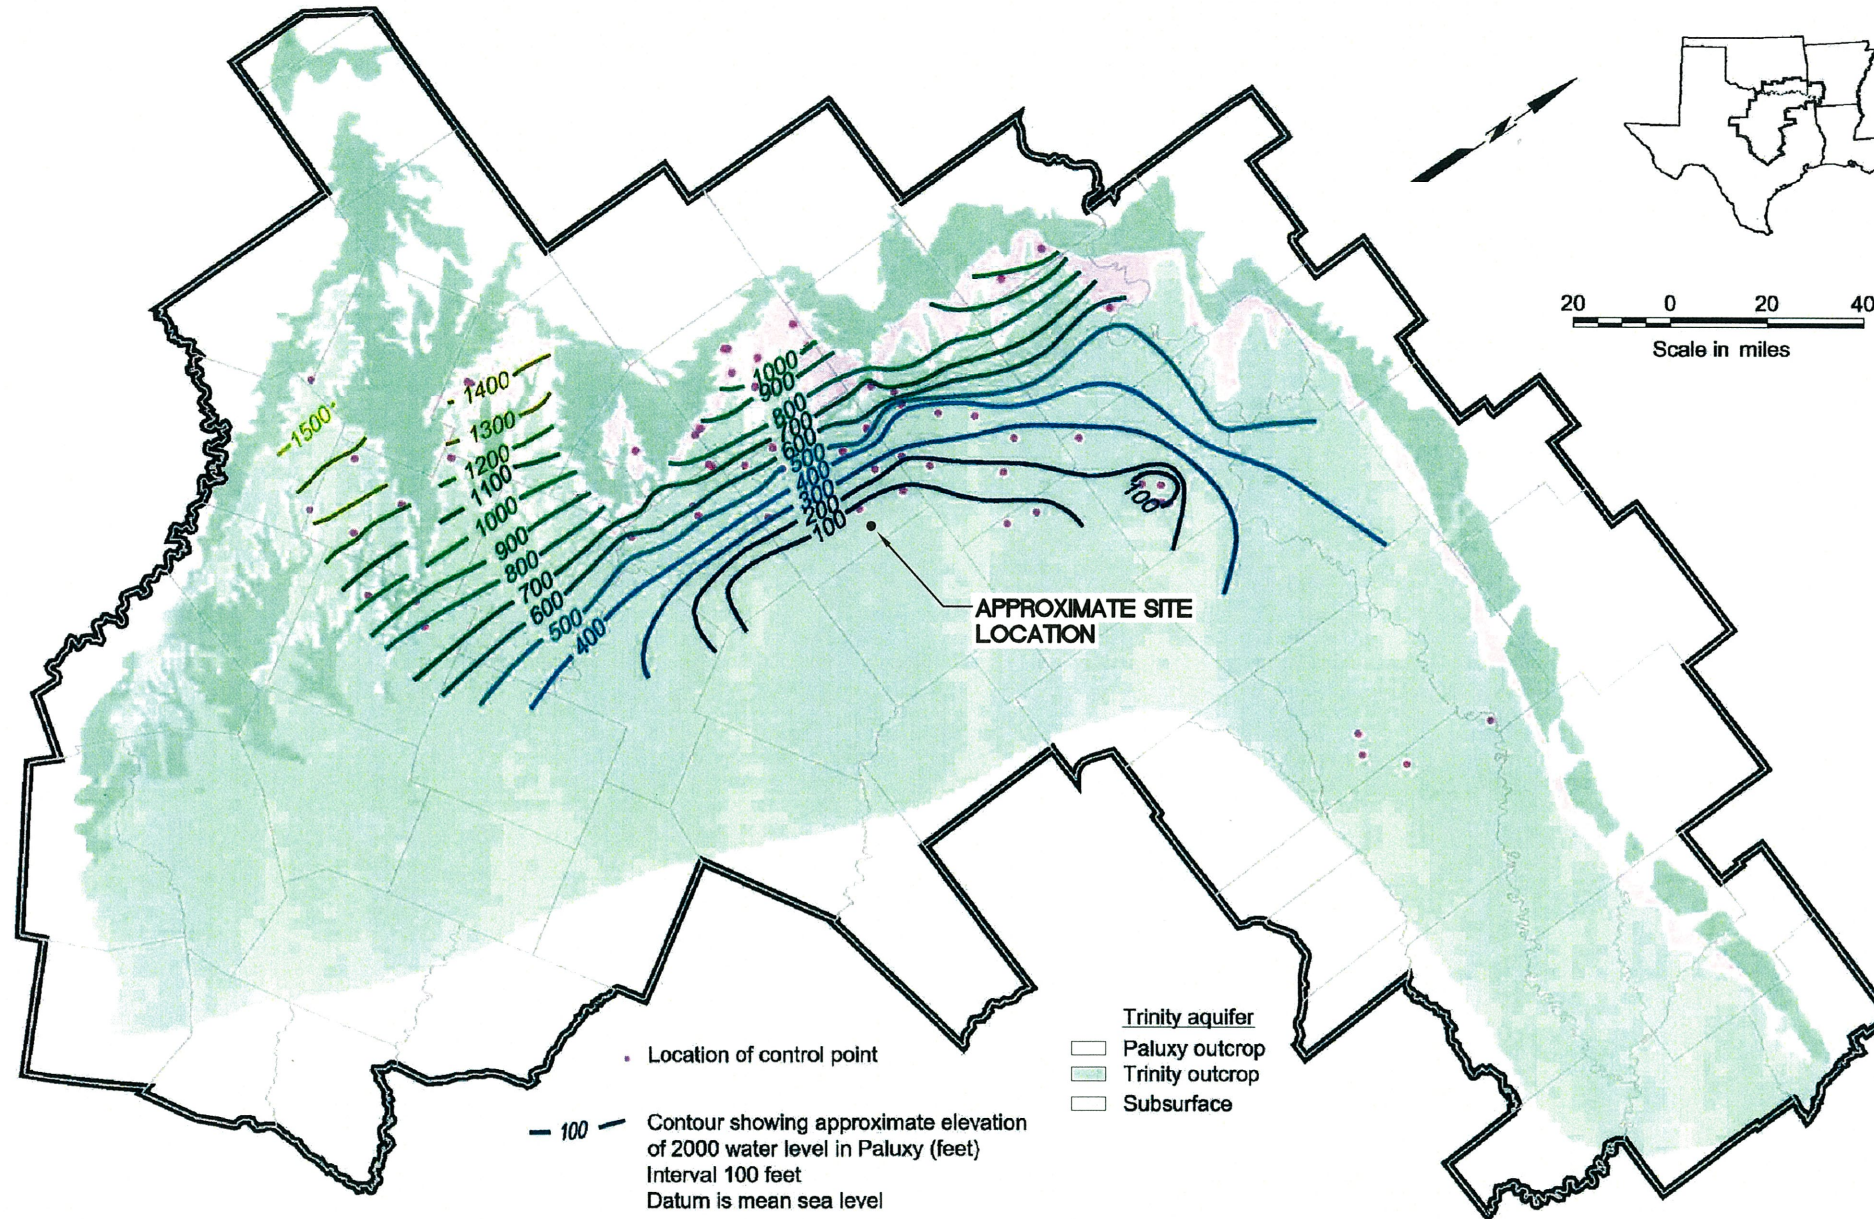 N
20 0 20 40
Scale in miles
1500
1400
1300
1200
1100
1000
900
800
700
600
500
400
1000
900
800
700
600
500
400
300
200
100
100
APPROXIMATE SITE
LOCATION
Location of control point
100
Contour showing approximate elevation
of 2000 water level in Paluxy (feet)
Interval 100 feet
Datum is mean sea level
Trinity aquifer
Paluxy outcrop
Trinity outcrop
Subsurface